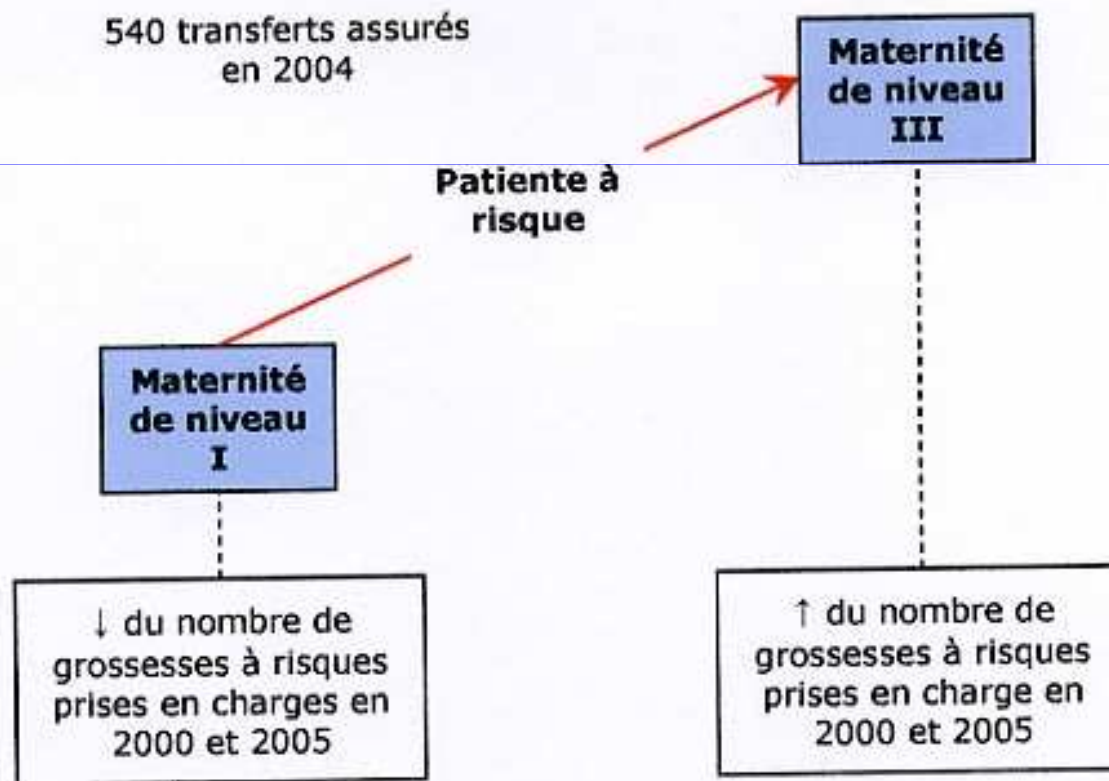 540 transferts assurés
en 2004
Maternité
de niveau
III
Patiente à
risque
Maternité
de niveau
I
↓ du nombre de
grossesses à risques
prises en charges en
2000 et 2005
↑ du nombre de
grossesses à risques
prises en charge en
2000 et 2005